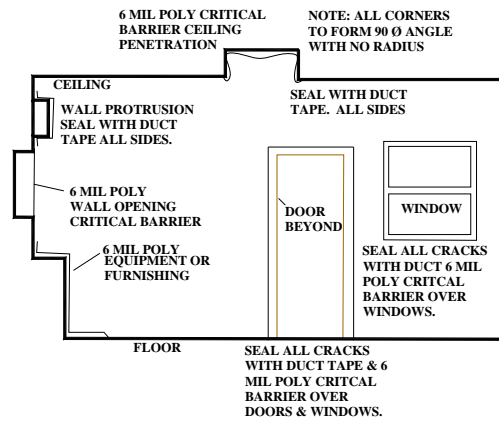 6 MIL POLY CRITICAL
BARRIER CEILING
PENETRATION
NOTE: ALL CORNERS
TO FORM 90 Ø ANGLE
WITH NO RADIUS
CEILING
WALL PROTRUSION
SEAL WITH DUCT
TAPE ALL SIDES.
SEAL WITH DUCT
TAPE. ALL SIDES
6 MIL POLY
WALL OPENING
CRITICAL BARRIER
DOOR
BEYOND
WINDOW
6 MIL POLY
EQUIPMENT OR
FURNISHING
SEAL ALL CRACKS
WITH DUCT 6 MIL
POLY CRITCAL
BARRIER OVER
WINDOWS.
FLOOR
SEAL ALL CRACKS
WITH DUCT TAPE & 6
MIL POLY CRITCAL
BARRIER OVER
DOORS & WINDOWS.